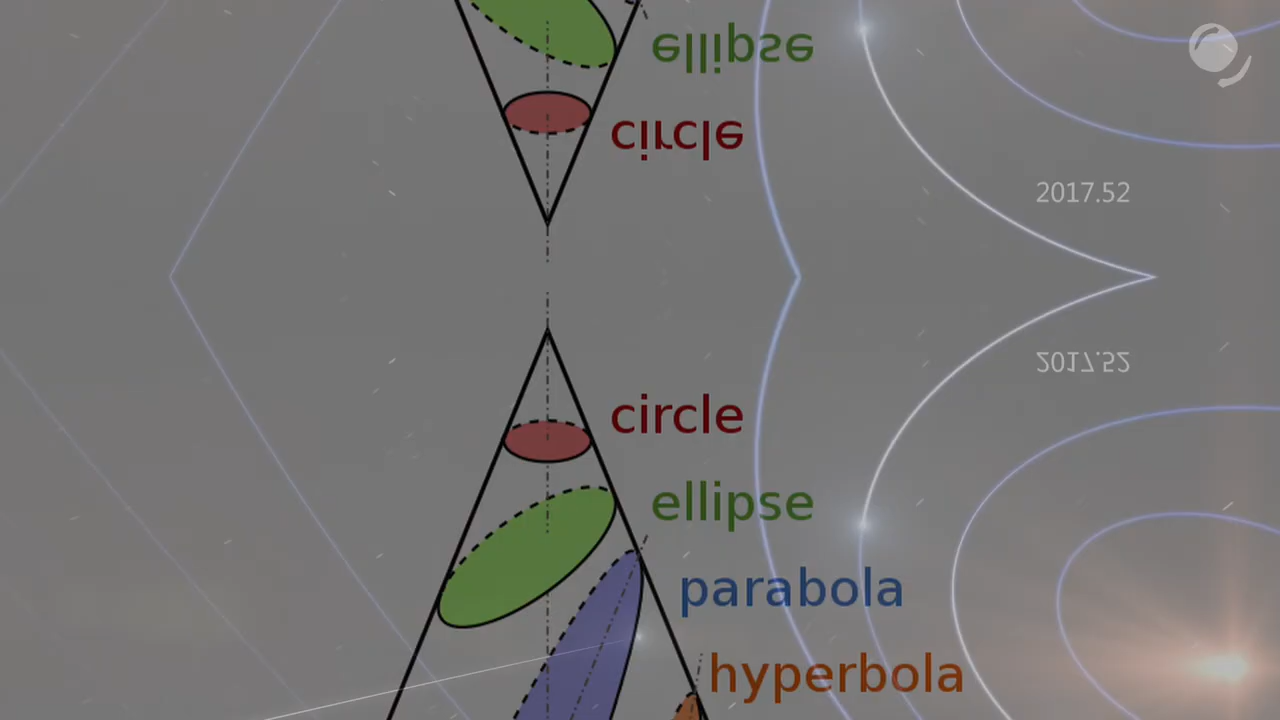 ellipse
circle
2017.52
2017.52
circle
ellipse
parabola
hyperbola